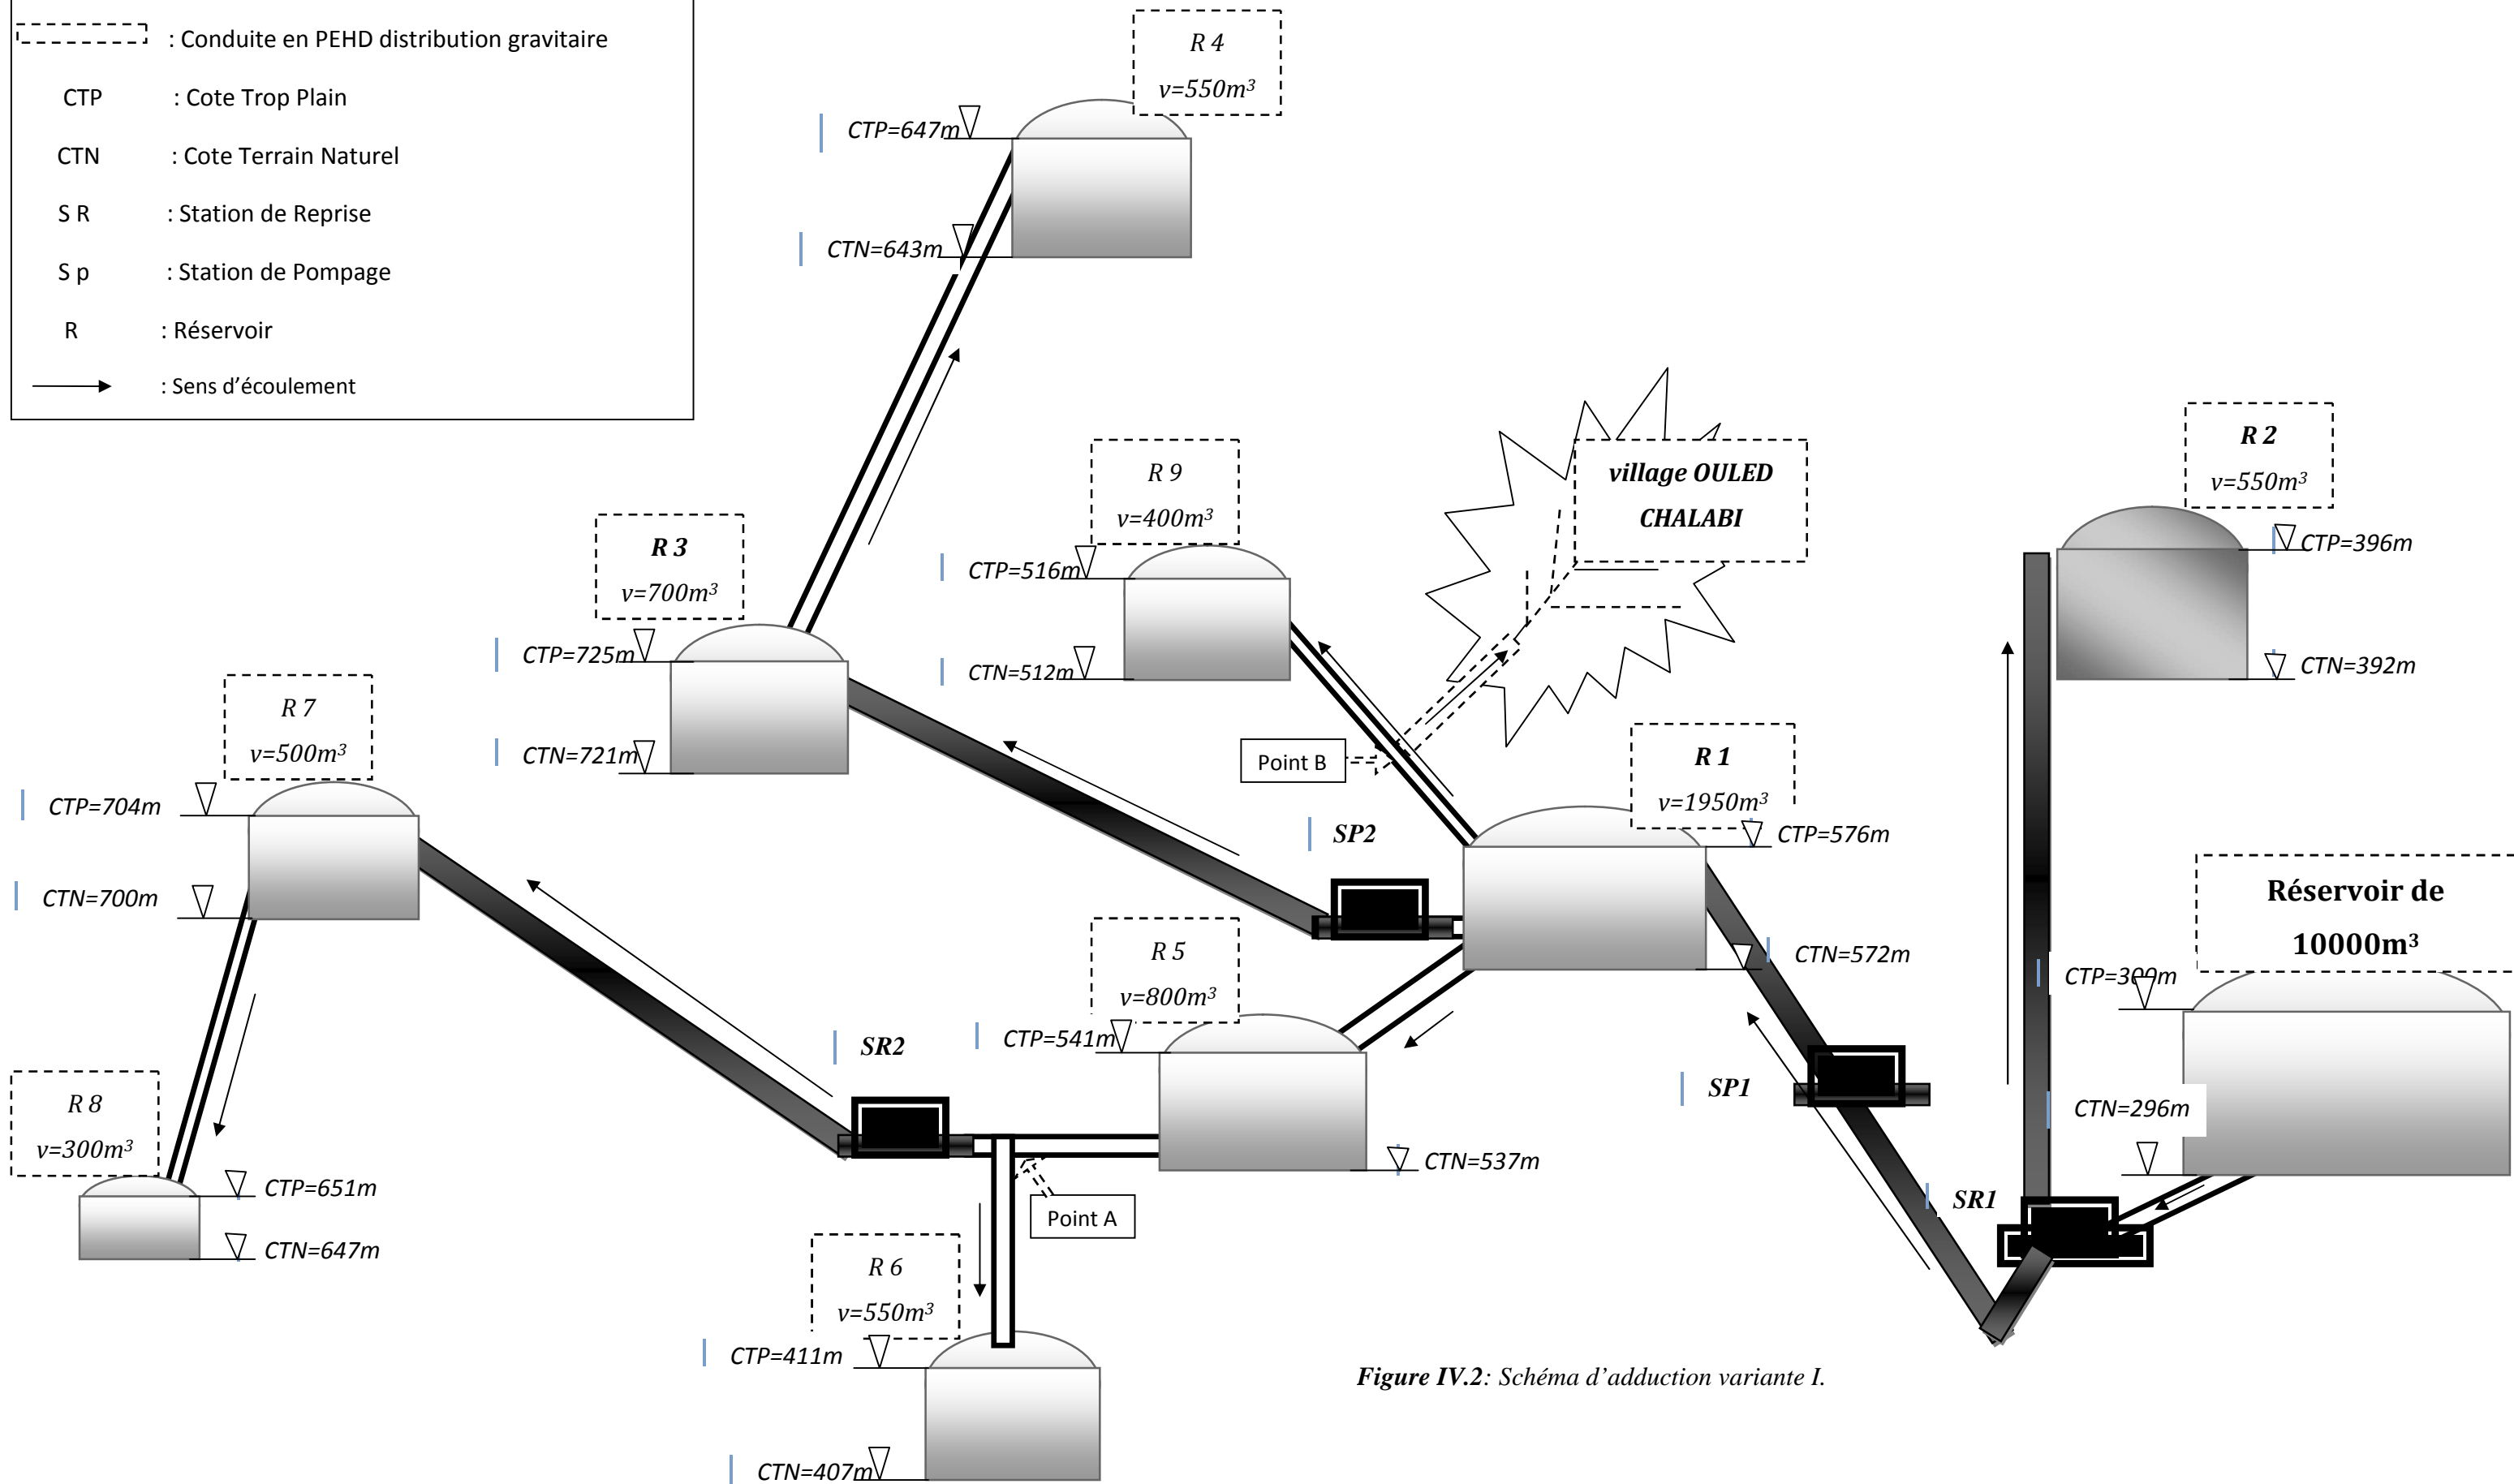 : Conduite en PEHD distribution gravitaire
CTP : Cote Trop Plain
CTN : Cote Terrain Naturel
S R : Station de Reprise
S p : Station de Pompage
R : Réservoir
: Sens d'écoulement
R 4
v=550m³
CTP=647m
CTN=643m
R 9
v=400m³
CTP=516m
CTN=512m
village OULED
CHALABI
R 2
v=550m³
CTP=396m
CTN=392m
R 3
v=700m³
CTP=725m
CTN=721m
R 7
v=500m³
CTP=704m
CTN=700m
Point B
R 1
v=1950m³
CTP=576m
CTN=572m
SP2
Réservoir de
10000m³
CTP=300m
CTN=296m
R 5
v=800m³
CTP=541m
CTN=537m
SR2
SP1
SR1
R 8
v=300m³
CTP=651m
CTN=647m
Point A
R 6
v=550m³
CTP=411m
CTN=407m
Figure IV.2: Schéma d'adduction variante I.